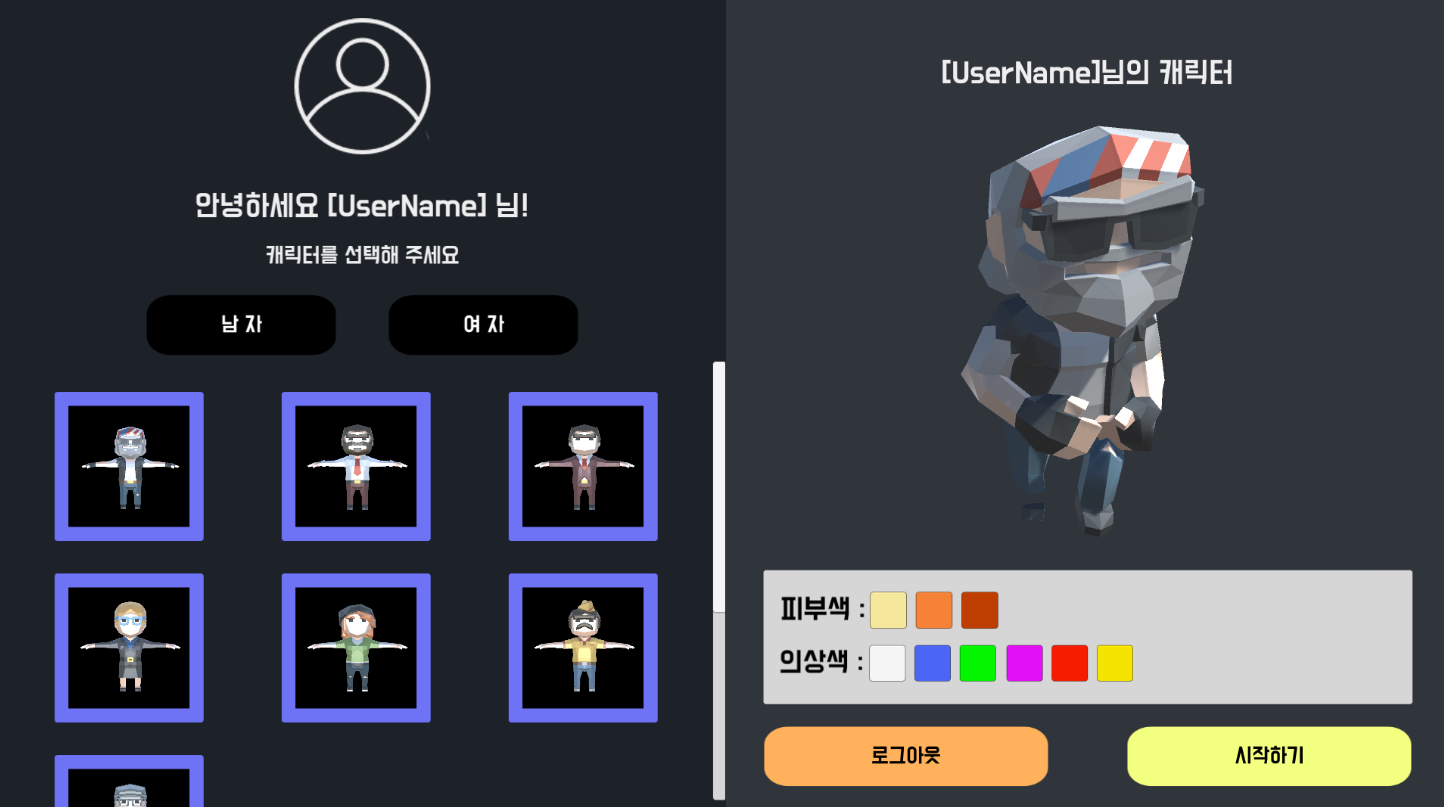 안녕하세요 [UserName] 님!
캐릭터를 선택해 주세요
남 자
여 자
[UserName]님의 캐릭터
피부색 :
의상색 :
로그아웃
시작하기